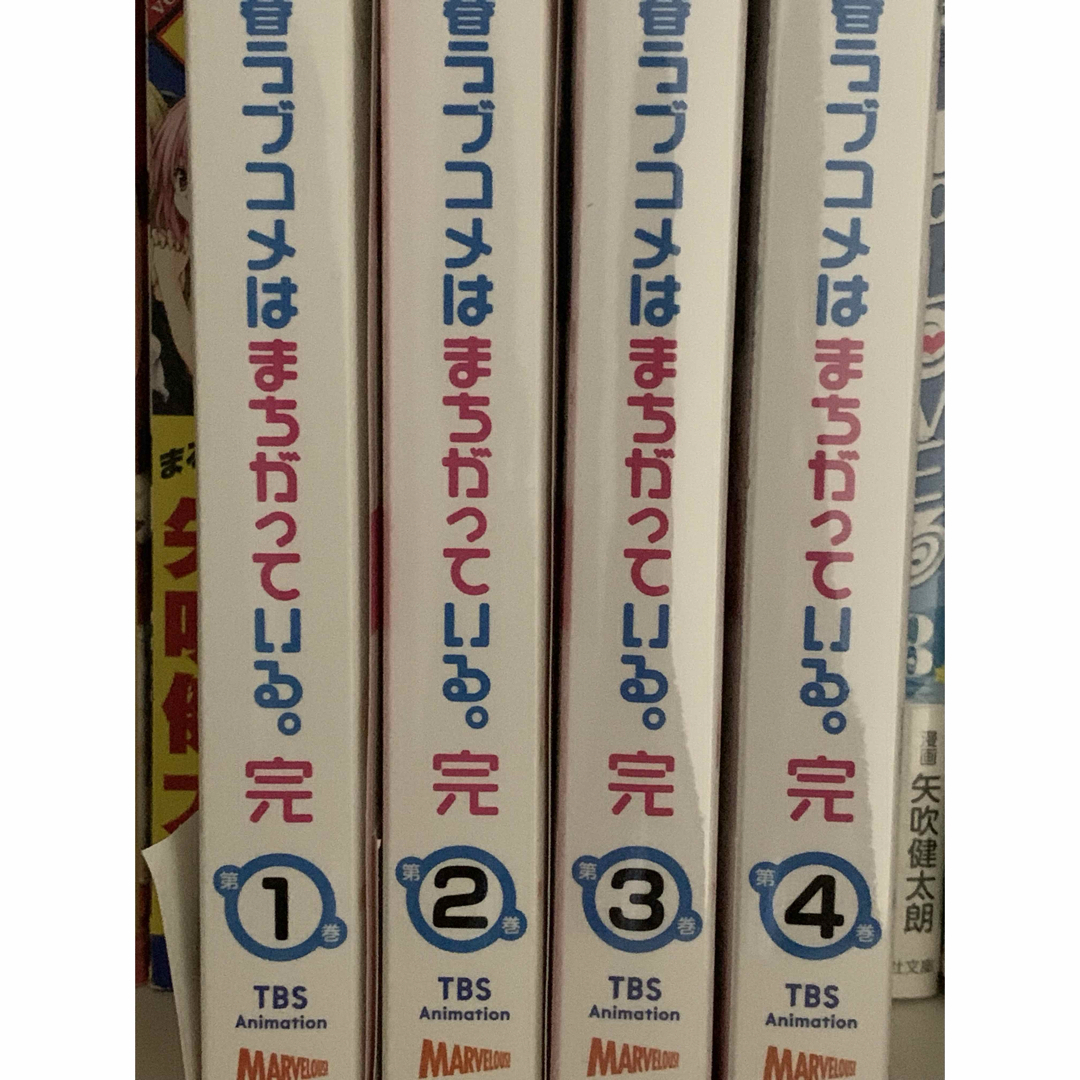 春ラブコメはまちがっている。完
第1巻
TBS
Animation
MARVELOUS!
春ラブコメはまちがっている。完
第2巻
TBS
Animation
MARVELOUS!
春ラブコメはまちがっている。完
第3巻
TBS
Animation
MARVELOUS!
春ラブコメはまちがっている。完
第4巻
TBS
Animation
MARVELOUS!
漫画 矢吹健太朗
社文庫